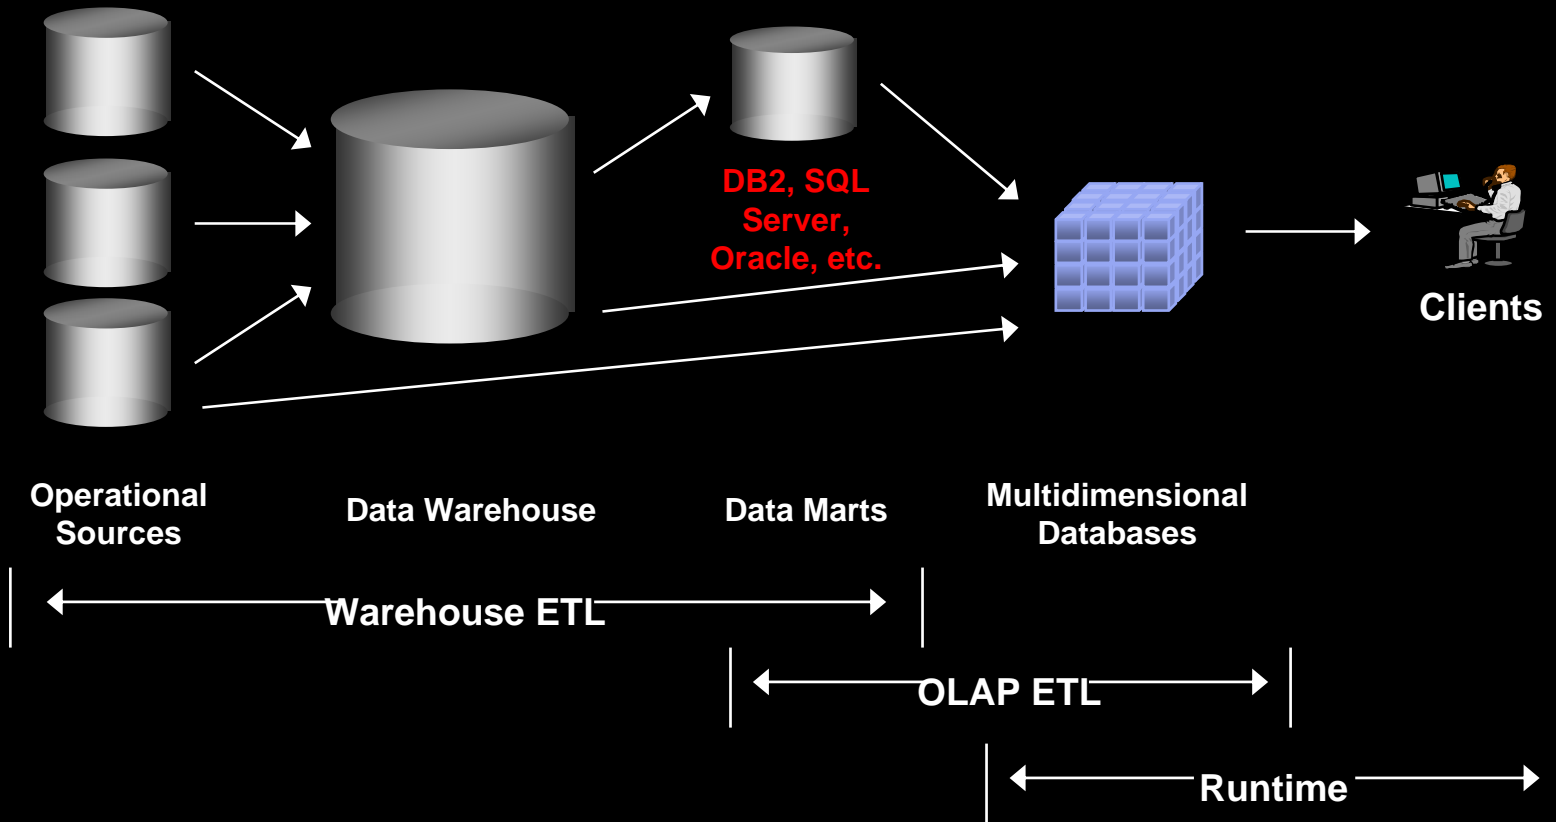 DB2, SQL
Server,
Oracle, etc.
Clients
Operational
Sources
Data Warehouse
Data Marts
Multidimensional
Databases
Warehouse ETL
OLAP ETL
Runtime